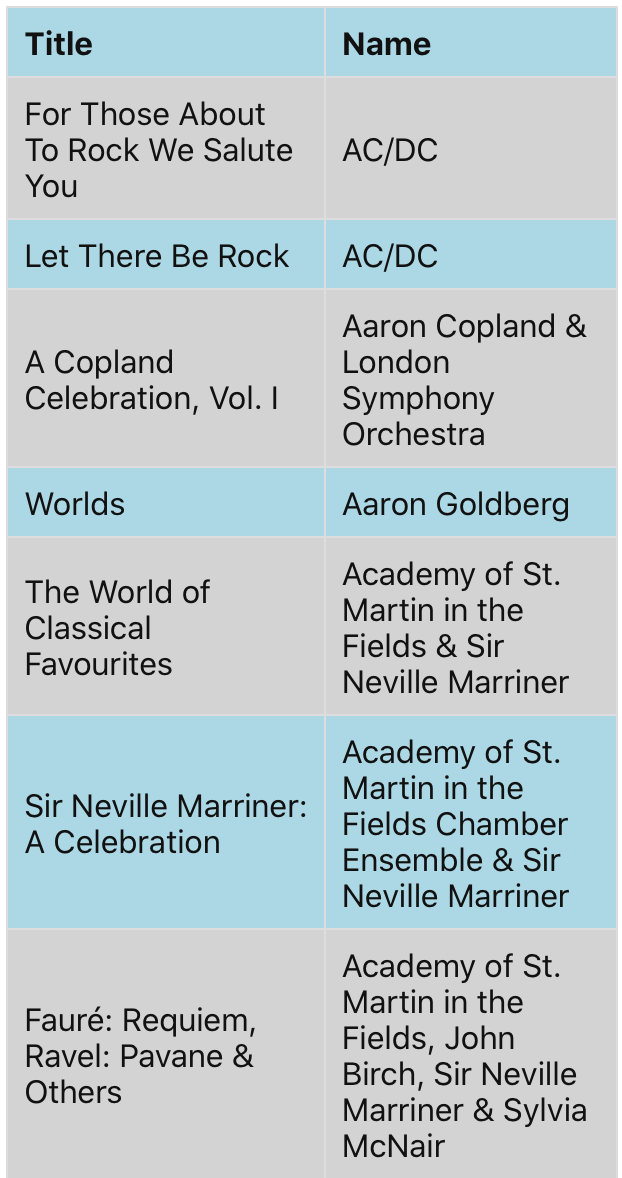 Title
Name
For Those About
To Rock We Salute
You
AC/DC
Let There Be Rock
AC/DC
A Copland
Celebration, Vol. I
Aaron Copland &
London
Symphony
Orchestra
Worlds
Aaron Goldberg
The World of
Classical
Favourites
Academy of St.
Martin in the
Fields & Sir
Neville Marriner
Sir Neville Marriner:
A Celebration
Academy of St.
Martin in the
Fields Chamber
Ensemble & Sir
Neville Marriner
Fauré: Requiem,
Ravel: Pavane &
Others
Academy of St.
Martin in the
Fields, John
Birch, Sir Neville
Marriner & Sylvia
McNair